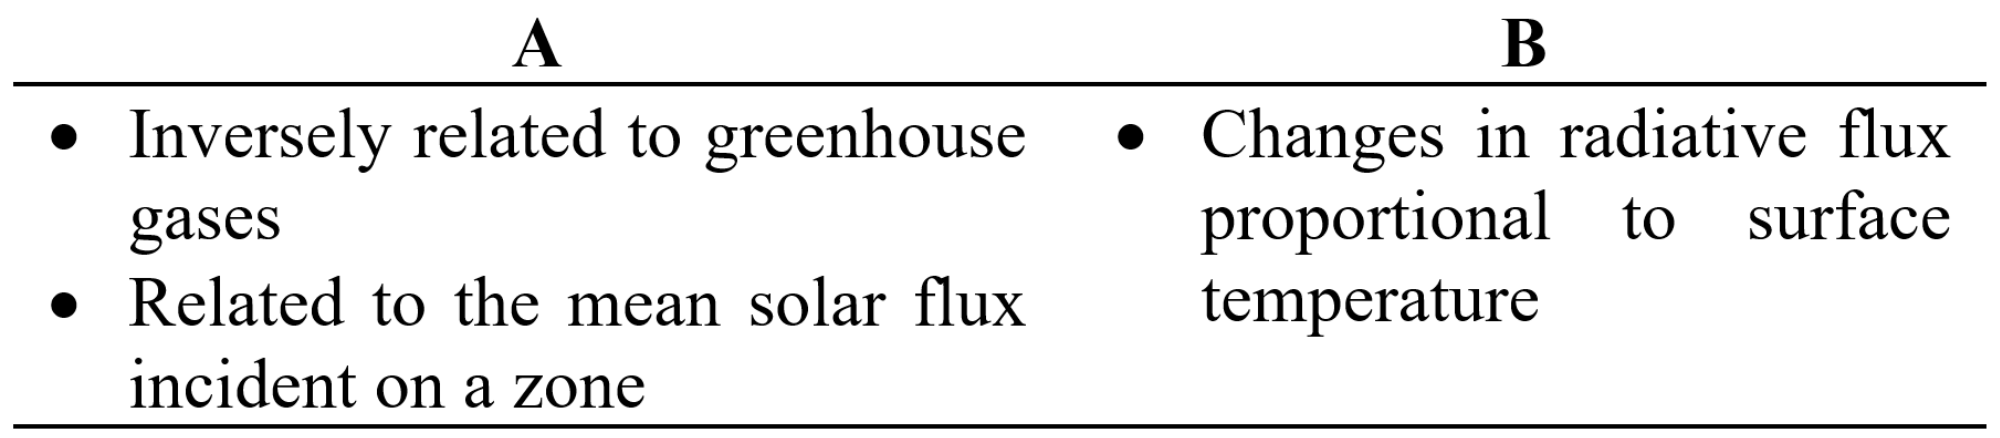 A
B
• Inversely related to greenhouse
gases
• Related to the mean solar flux
incident on a zone
• Changes in radiative flux
proportional to surface
temperature